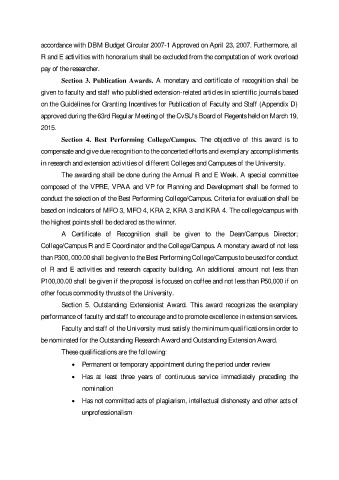 accordance with DBM Budget Circular 2007-1 Approved on April 23, 2007. Furthermore, all
R and E activities with honorarium shall be excluded from the computation of work overload
pay of the researcher.
Section 3. Publication Awards. A monetary and certificate of recognition shall be
given to faculty and staff who published extension-related articles in scientific journals based
on the Guidelines for Granting Incentives for Publication of Faculty and Staff (Appendix D)
approved during the 63rd Regular Meeting of the CvSU's Board of Regents held on March 19,
2015.
Section 4. Best Performing College/Campus. The objective of this award is to
compensate and give due recognition to the concerted efforts and exemplary accomplishments
in research and extension activities of different Colleges and Campuses of the University.
The awarding shall be done during the Annual R and E Week. A special committee
composed of the VPRE, VPAA and VP for Planning and Development shall be formed to
conduct the selection of the Best Performing College/Campus. Criteria for evaluation shall be
based on indicators of MFO 3, MFO 4, KRA 2, KRA 3 and KRA 4. The college/campus with
the highest points shall be declared as the winner.
A Certificate of Recognition shall be given to the Dean/Campus Director;
College/Campus R and E Coordinator and the College/Campus. A monetary award of not less
than P300, 000.00 shall be given to the Best Performing College/Campus to be used for conduct
of R and E activities and research capacity building. An additional amount not less than
P100,00.00 shall be given if the proposal is focused on coffee and not less than P50,000 if on
other focus commodity thrusts of the University.
Section 5. Outstanding Extensionist Award. This award recognizes the exemplary
performance of faculty and staff to encourage and to promote excellence in extension services.
Faculty and staff of the University must satisfy the minimum qualifications in order to
be nominated for the Outstanding Research Award and Outstanding Extension Award.
These qualifications are the following:
• Permanent or temporary appointment during the period under review
• Has at least three years of continuous service immediately preceding the
nomination
• Has not committed acts of plagiarism, intellectual dishonesty and other acts of
unprofessionalism